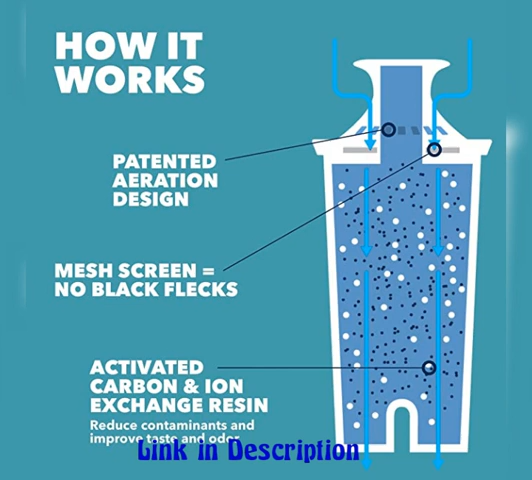 HOW IT
WORKS
PATENTED
AERATION
DESIGN
MESH SCREEN =
NO BLACK FLECKS
ACTIVATED
CARBON & ION
EXCHANGE RESIN
Reduce contaminants and
improve taste and odor
Link in Description